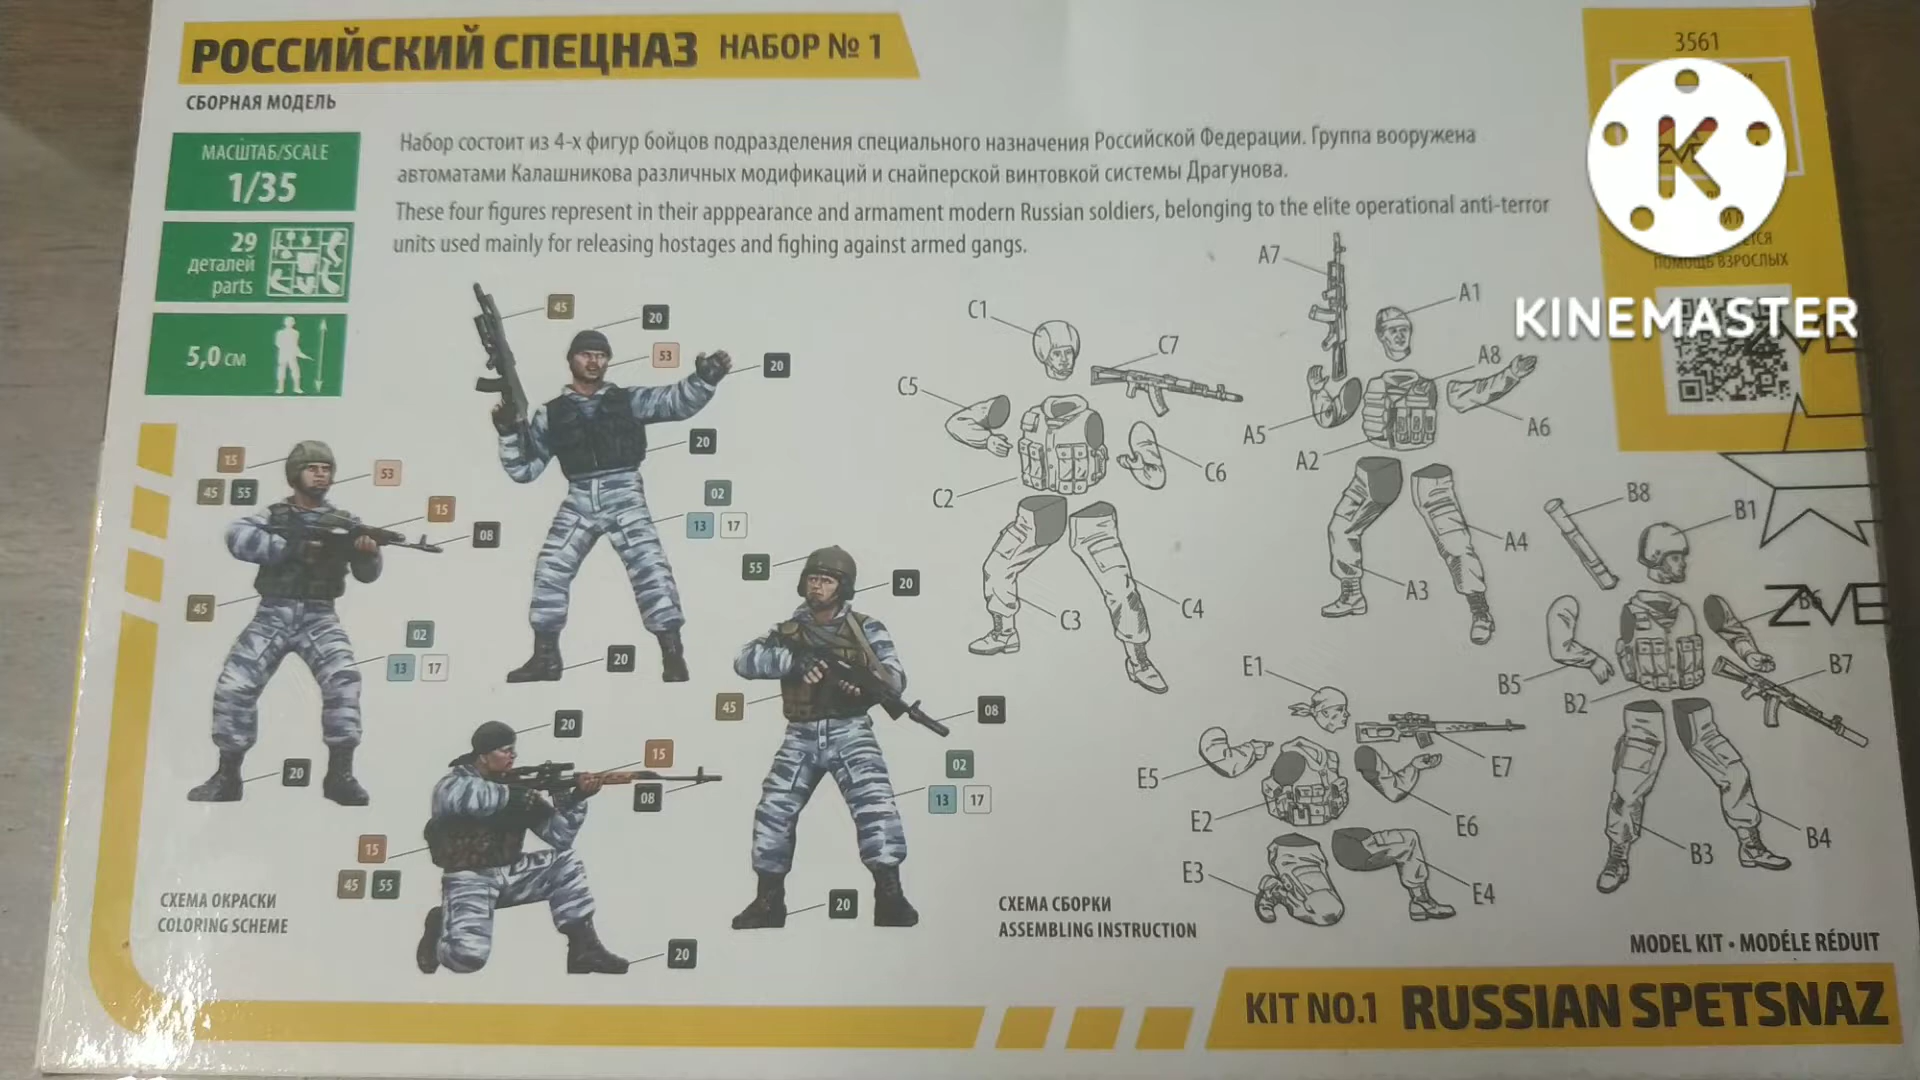 РОССИЙСКИЙ СПЕЦНАЗ НАБОР № 1
3561
СБОРНАЯ МОДЕЛЬ
МАСШТАБ/SCALE
1/35
29
деталей
parts
5,0 СМ
Набор состоит из 4-х фигур бойцов подразделения специального назначения Российской Федерации. Группа вооружена
автоматами Калашникова различных модификаций и снайперской винтовкой системы Драгунова.
These four figures represent in their apppearance and armament modern Russian soldiers, belonging to the elite operational anti-terror
units used mainly for releasing hostages and fighing against armed gangs.
ПОМОЩЬ ВЗРОСЛЫХ
K
KINEMASTER
45
20
53
20
20
02
13 17
20
15
53
45 55
15
08
45
02
13 17
20
55
20
45
08
02
13 17
20
20
15
08
15
45 55
20
C1
C7
C5
C6
C2
C3
C4
A7
A1
A8
A5
A6
A2
A4
A3
B8
B1
B6
B5
B7
B2
B3
B4
E1
E5
E7
E2
E6
E3
E4
ZVE
СХЕМА ОКРАСКИ
COLORING SCHEME
СХЕМА СБОРКИ
ASSEMBLING INSTRUCTION
MODEL KIT • MODÉLE RÉDUIT
KIT NO.1 RUSSIAN SPETSNAZ